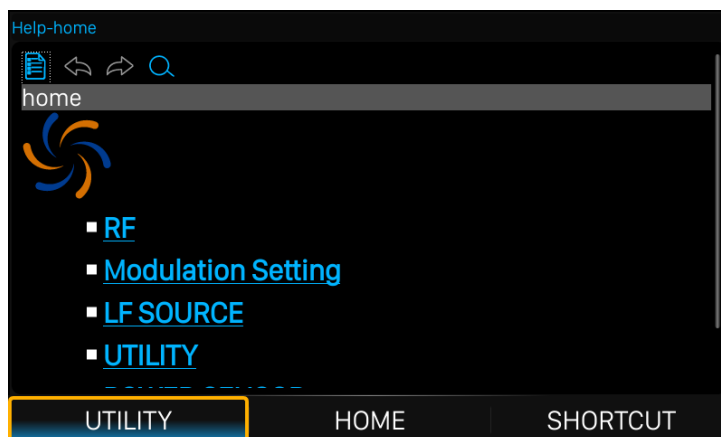 Help-home
home
RF
Modulation Setting
LF SOURCE
UTILITY
UTILITY HOME SHORTCUT